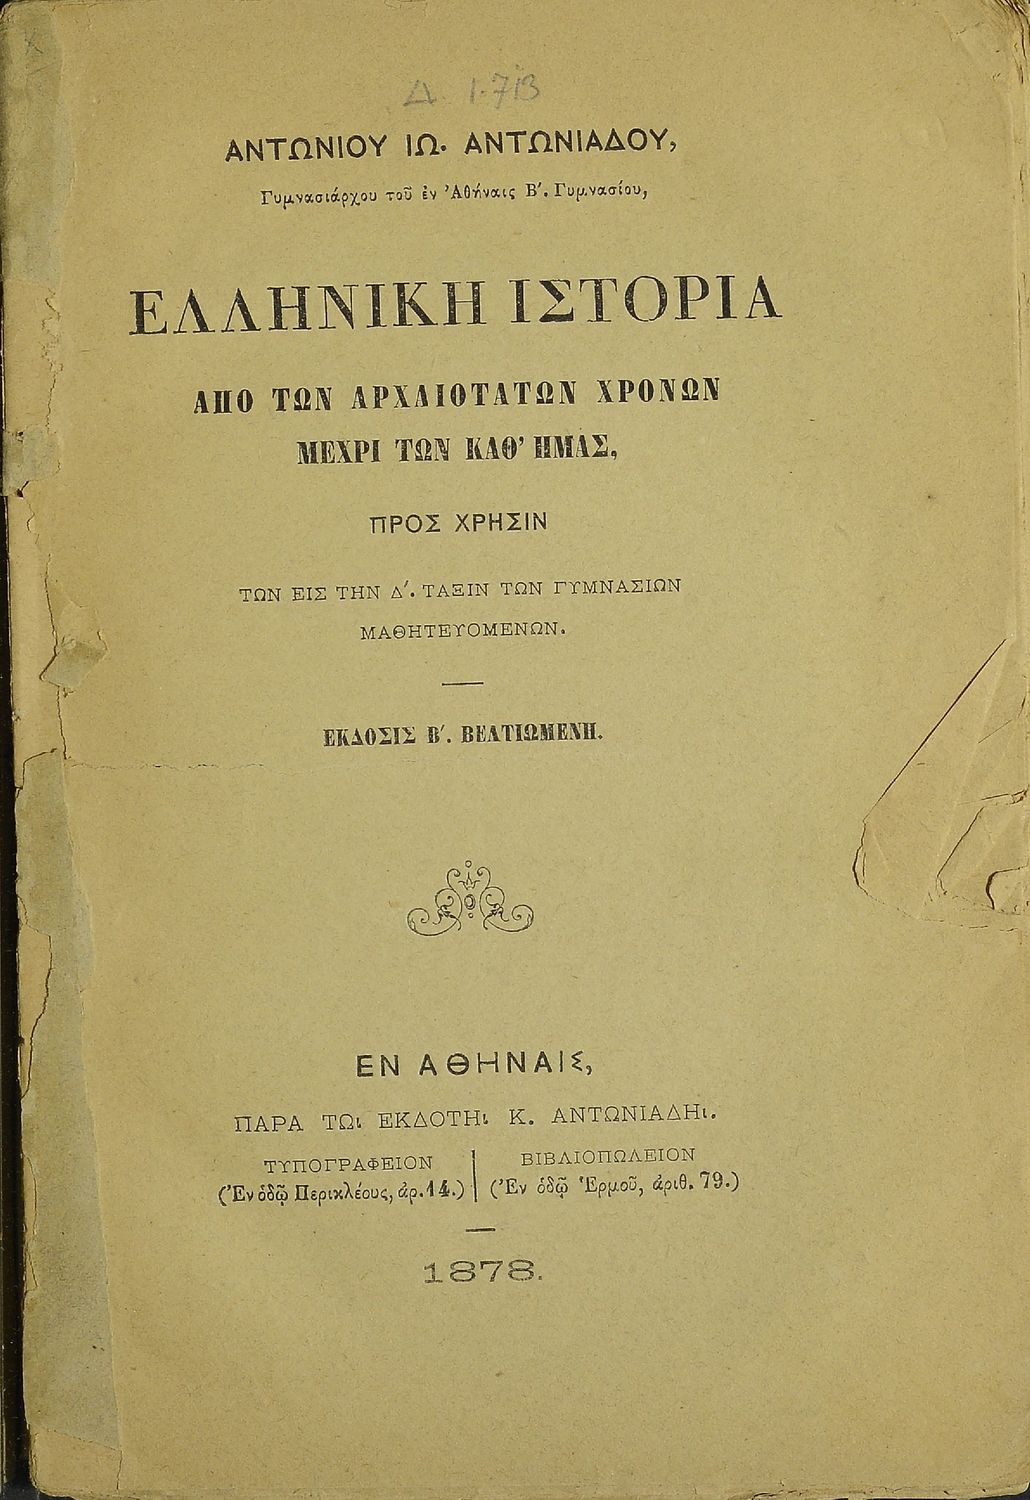 Δ 1.713
ΑΝΤΩΝΙΟΥ ΙΩ. ΑΝΤΩΝΙΑΔΟΥ,
Γυμνασιάρχου τοῦ ἐν Ἀθήναις Β΄. Γυμνασίου,
ΕΛΛΗΝΙΚΗ ΙΣΤΟΡΙΑ
ΑΠΟ ΤΩΝ ΑΡΧΑΙΟΤΑΤΩΝ ΧΡΟΝΩΝ
ΜΕΧΡΙ ΤΩΝ ΚΑΘ’ ΗΜΑΣ,
ΠΡΟΣ ΧΡΗΣΙΝ
ΤΩΝ ΕΙΣ ΤΗΝ Δ΄. ΤΑΞΙΝ ΤΩΝ ΓΥΜΝΑΣΙΩΝ
ΜΑΘΗΤΕΥΟΜΕΝΩΝ.
ΕΚΔΟΣΙΣ Β΄. ΒΕΛΤΙΩΜΕΝΗ.
ΕΝ ΑΘΗΝΑΙΣ,
ΠΑΡΑ ΤΩι ΕΚΔΟΤΗι Κ. ΑΝΤΩΝΙΑΔΗι.
ΤΥΠΟΓΡΑΦΕΙΟΝ
(Ἐν ὁδῷ Περικλέους, ἀρ. 14.)
ΒΙΒΛΙΟΠΩΛΕΙΟΝ
(Ἐν ὁδῷ Ἑρμοῦ, ἀριθ. 79.)
1878.